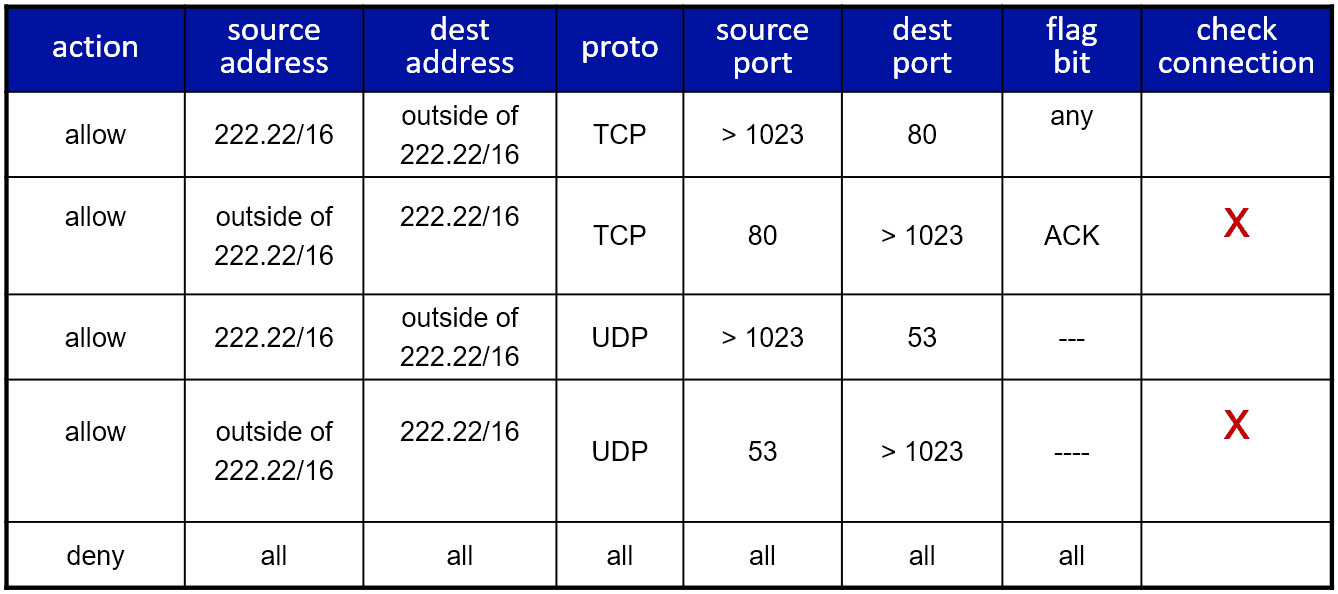 action source address dest address proto source port dest port flag bit check connection
allow 222.22/16 outside of 222.22/16 TCP > 1023 80 any
allow outside of 222.22/16 222.22/16 TCP 80 > 1023 ACK X
allow 222.22/16 outside of 222.22/16 UDP > 1023 53 ---
allow outside of 222.22/16 222.22/16 UDP 53 > 1023 ---- X
deny all all all all all all